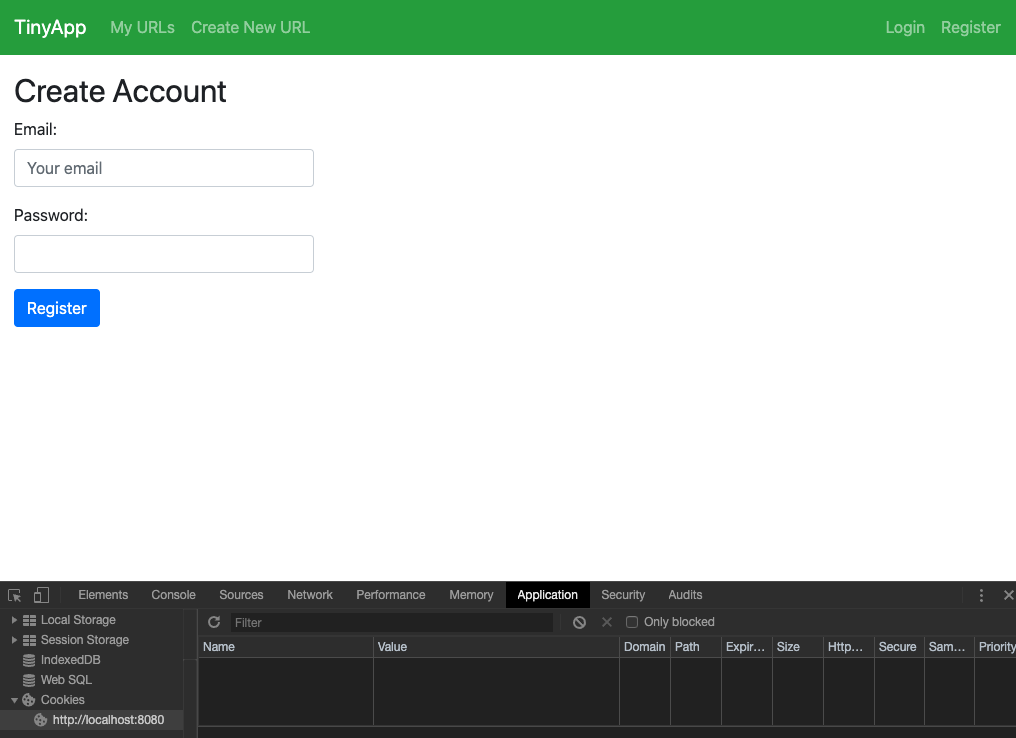 TinyApp My URLs Create New URL Login Register
Create Account
Email:
Your email
Password:
Register
Elements Console Sources Network Performance Memory Application Security Audits
Local Storage
Session Storage
IndexedDB
Web SQL
Cookies
http://localhost:8080
Filter Only blocked
Name Value Domain Path Expir... Size Http... Secure Sam... Priority